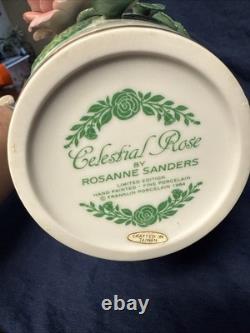 Celestial Rose
BY
ROSANNE SANDERS
LIMITED EDITION
HAND PAINTED - FINE PORCELAIN
© FRANKLIN PORCELAIN 1984
CRAFTED IN
TAIWAN